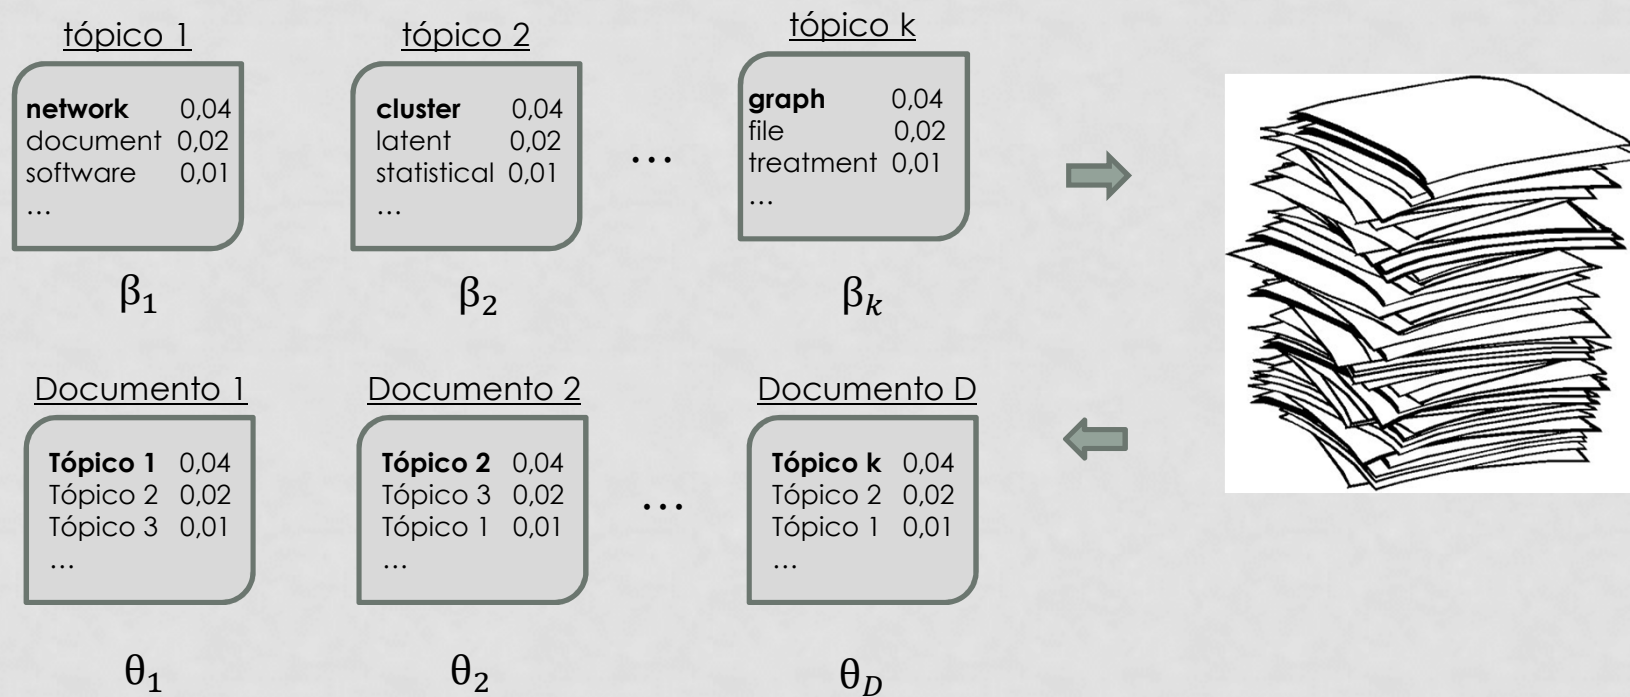 tópico 1
network 0,04
document 0,02
software 0,01
...
β₁
tópico 2
cluster 0,04
latent 0,02
statistical 0,01
...
β₂
...
tópico k
graph 0,04
file 0,02
treatment 0,01
...
βₖ
Documento 1
Tópico 1 0,04
Tópico 2 0,02
Tópico 3 0,01
...
θ₁
Documento 2
Tópico 2 0,04
Tópico 3 0,02
Tópico 1 0,01
...
θ₂
...
Documento D
Tópico k 0,04
Tópico 2 0,02
Tópico 1 0,01
...
θ_D